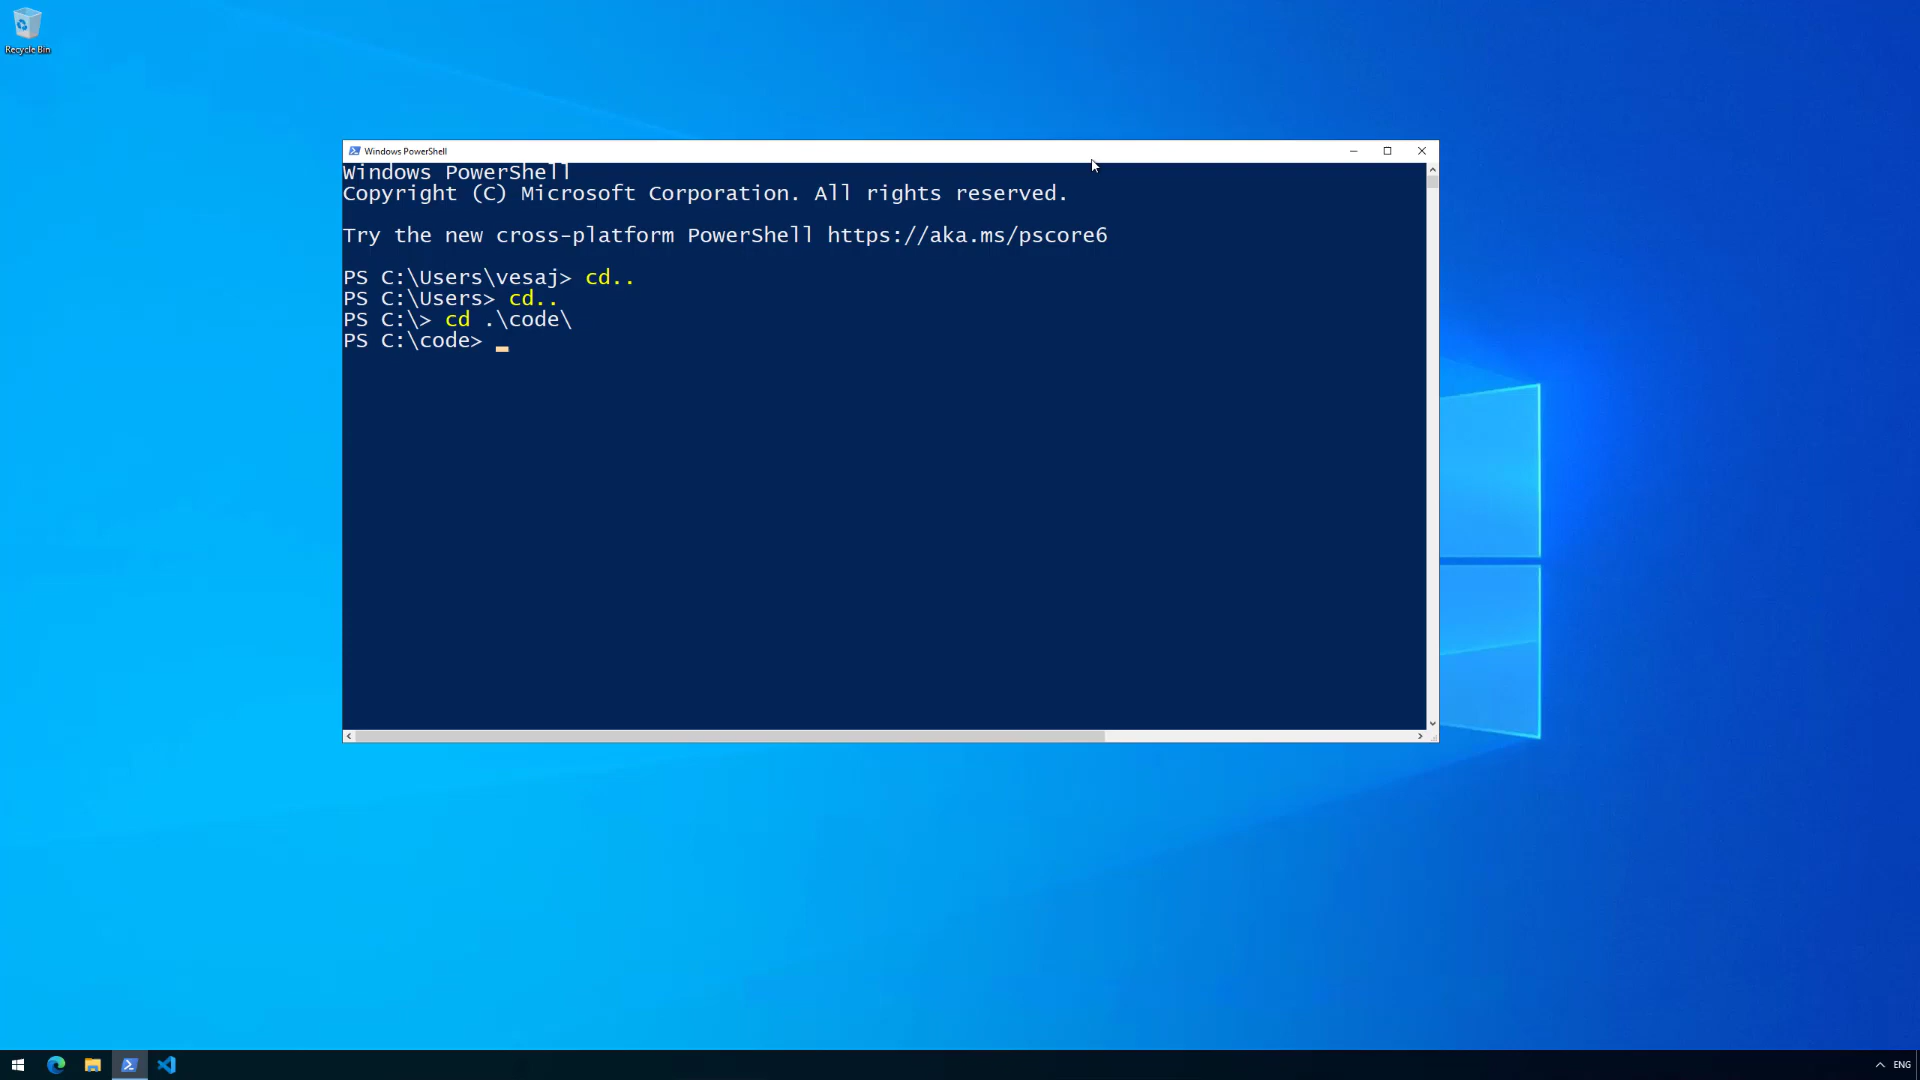 Recycle Bin
Windows PowerShell
Windows PowerShell
Copyright (C) Microsoft Corporation. All rights reserved.
Try the new cross-platform PowerShell https://aka.ms/pscore6
PS C:\Users\vesaj> cd..
PS C:\Users> cd..
PS C:\> cd .\code\
PS C:\code>
ENG